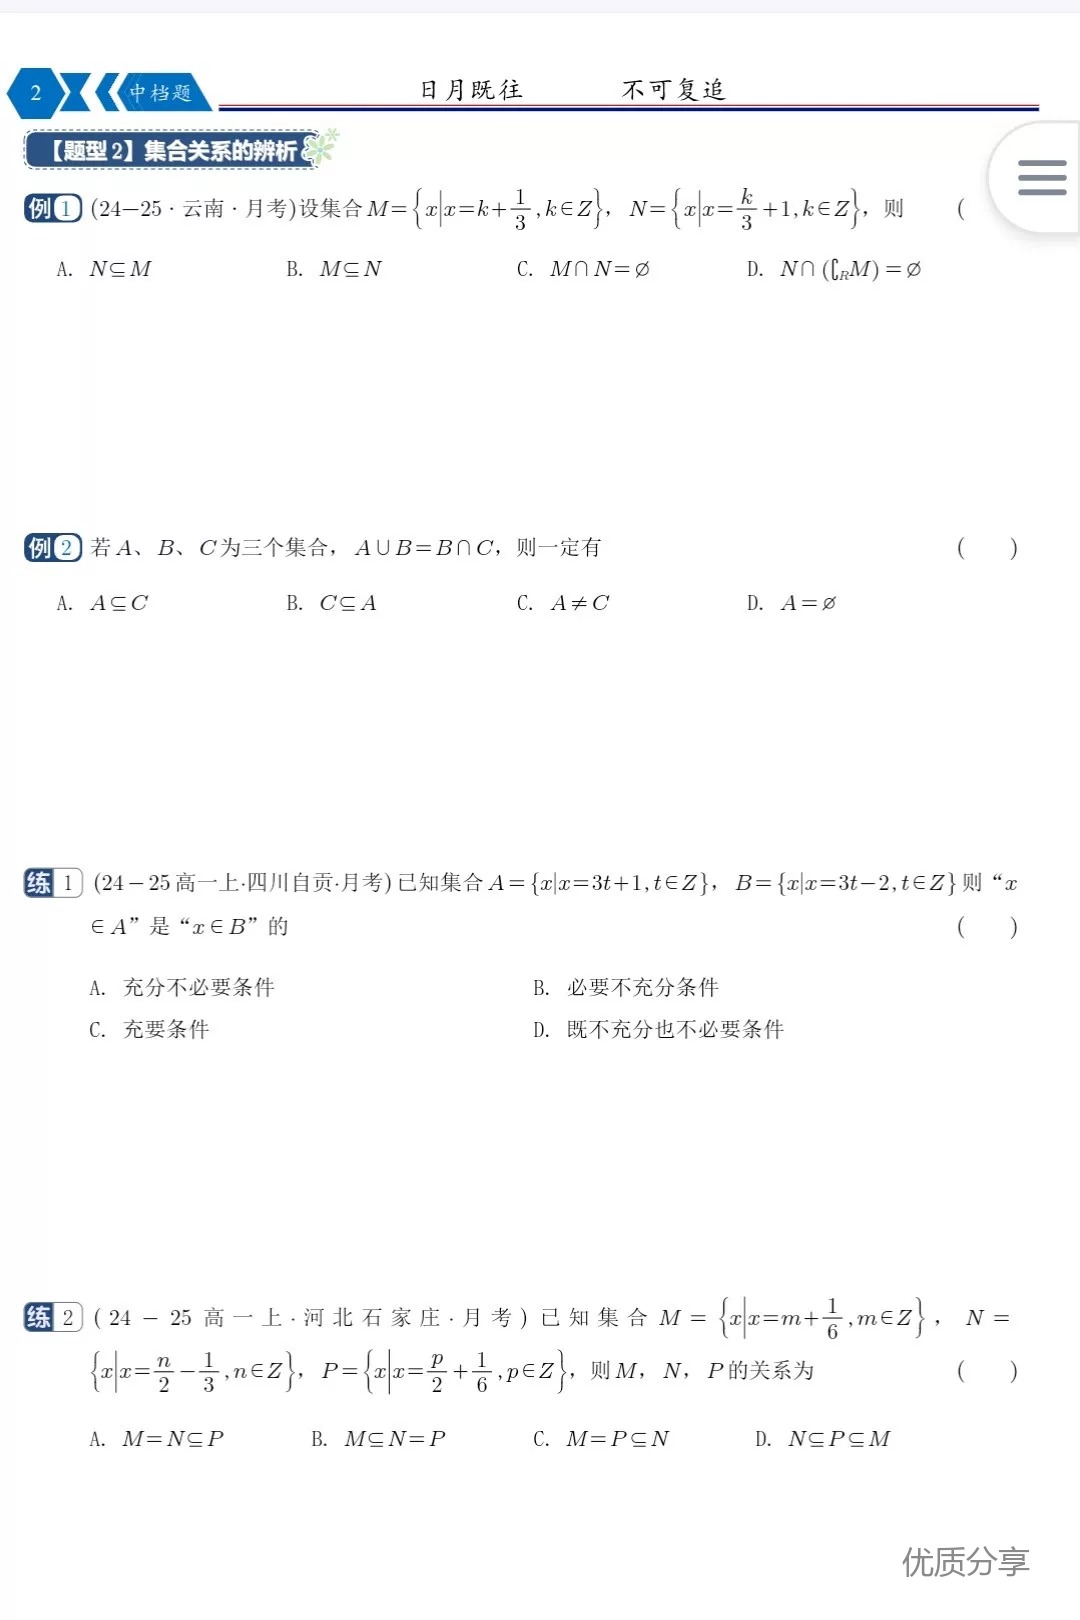 2 中档题 日月既往 不可复追
【题型2】集合关系的辨析
例1 (24—25·云南·月考)设集合M={x|x=k+1/3,k∈Z}，N={x|x=k/3+1,k∈Z}，则 (
A. N⊆M B. M⊆N C. M∩N=∅ D. N∩(∁RM)=∅
例2 若A、B、C为三个集合，A∪B=B∩C，则一定有 ( )
A. A⊆C B. C⊆A C. A≠C D. A=∅
练1 (24-25高一上·四川自贡·月考)已知集合A={x|x=3t+1,t∈Z}，B={x|x=3t-2,t∈Z}则“x
∈A”是“x∈B”的 ( )
A. 充分不必要条件 B. 必要不充分条件
C. 充要条件 D. 既不充分也不必要条件
练2 (24-25高一上·河北石家庄·月考)已知集合M={x|x=m+1/6,m∈Z}，N=
{x|x=n/2-1/3,n∈Z}，P={x|x=p/2+1/6,p∈Z}，则M，N，P的关系为 ( )
A. M=N⊆P B. M⊆N=P C. M=P⊆N D. N⊆P⊆M
优质分享